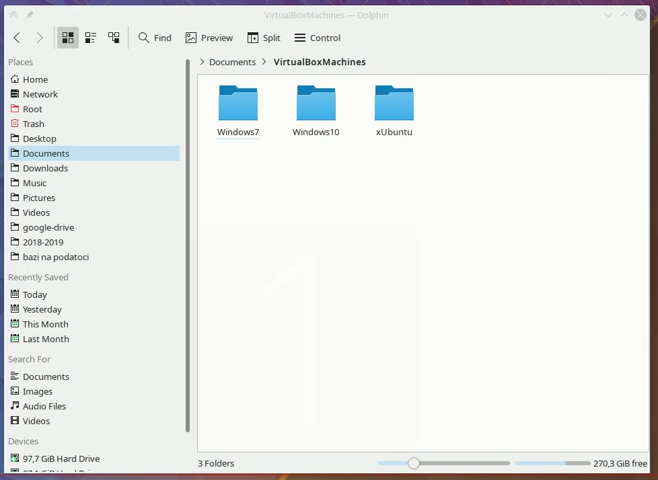 VirtualBoxMachines — Dolphin
Find
Preview
Split
Control
Places
Home
Network
Root
Trash
Desktop
Documents
Downloads
Music
Pictures
Videos
google-drive
2018-2019
bazi na podatoci
Recently Saved
Today
Yesterday
This Month
Last Month
Search For
Documents
Images
Audio Files
Videos
Devices
97,7 GiB Hard Drive
Documents
VirtualBoxMachines
Windows7
Windows10
xUbuntu
1
3 Folders
270,3 GiB free